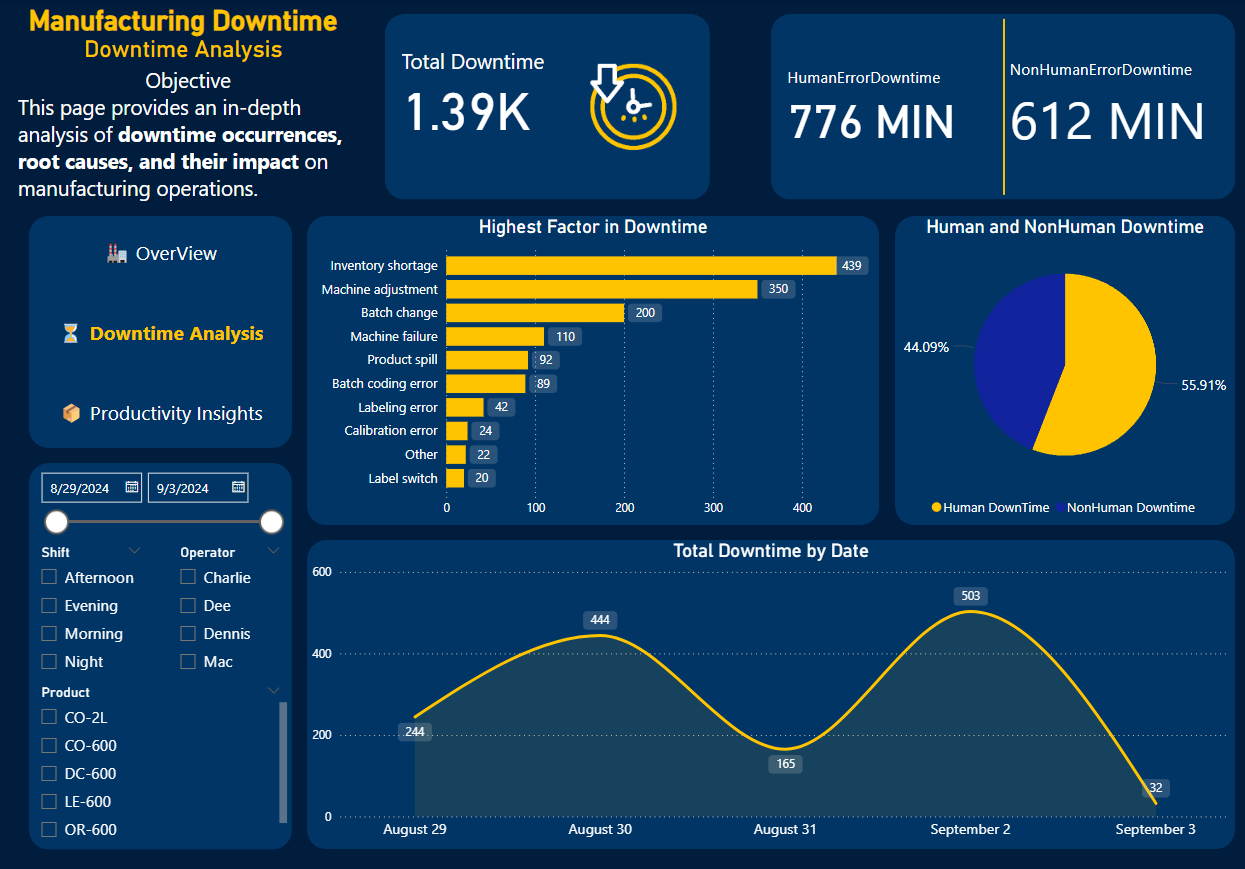 Manufacturing Downtime
Downtime Analysis
Objective
This page provides an in-depth
analysis of downtime occurrences,
root causes, and their impact on
manufacturing operations.
Total Downtime
1.39K
HumanErrorDowntime
776 MIN
NonHumanErrorDowntime
612 MIN
OverView
Downtime Analysis
Productivity Insights
8/29/2024 9/3/2024
Shift
Afternoon
Evening
Morning
Night
Operator
Charlie
Dee
Dennis
Mac
Product
CO-2L
CO-600
DC-600
LE-600
OR-600
Highest Factor in Downtime
Inventory shortage 439
Machine adjustment 350
Batch change 200
Machine failure 110
Product spill 92
Batch coding error 89
Labeling error 42
Calibration error 24
Other 22
Label switch 20
0 100 200 300 400
Human and NonHuman Downtime
44.09%
55.91%
Human DownTime NonHuman Downtime
Total Downtime by Date
600
400
200
0
244
444
165
503
32
August 29 August 30 August 31 September 2 September 3